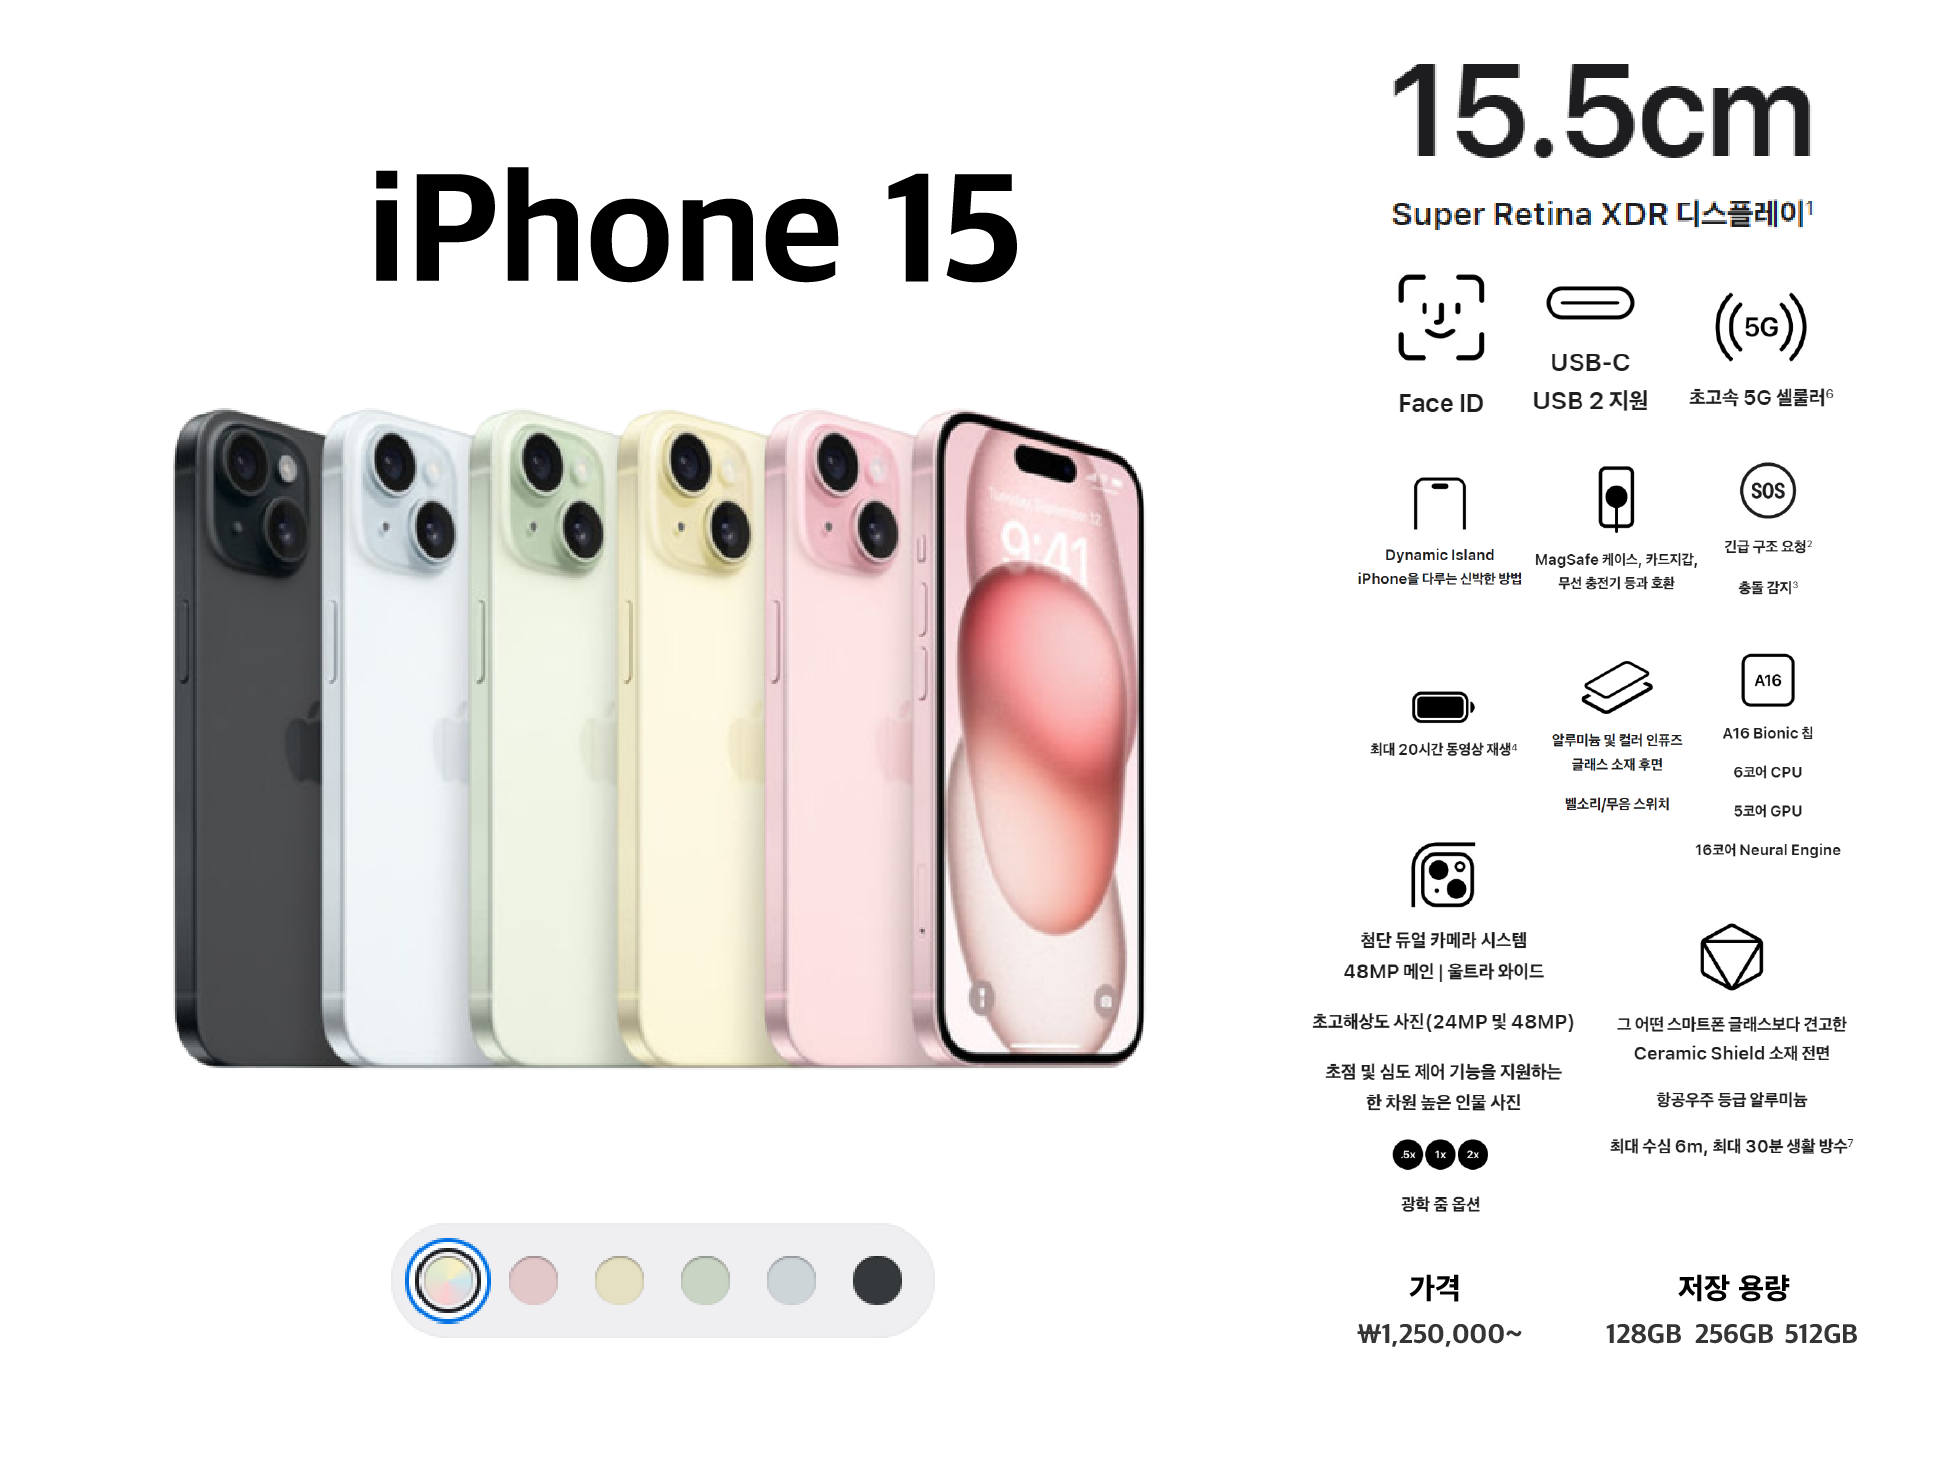 iPhone 15
Tuesday, September 12
9:41
15.5cm
Super Retina XDR 디스플레이¹
Face ID
USB-C
USB 2 지원
5G
초고속 5G 셀룰러⁶
Dynamic Island
iPhone을 다루는 신박한 방법
MagSafe 케이스, 카드지갑,
무선 충전기 등과 호환
SOS
긴급 구조 요청²
충돌 감지³
최대 20시간 동영상 재생⁴
알루미늄 및 컬러 인퓨즈
글래스 소재 후면
벨소리/무음 스위치
A16
A16 Bionic 칩
6코어 CPU
5코어 GPU
16코어 Neural Engine
첨단 듀얼 카메라 시스템
48MP 메인 | 울트라 와이드
초고해상도 사진(24MP 및 48MP)
초점 및 심도 제어 기능을 지원하는
한 차원 높은 인물 사진
.5x 1x 2x
광학 줌 옵션
그 어떤 스마트폰 글래스보다 견고한
Ceramic Shield 소재 전면
항공우주 등급 알루미늄
최대 수심 6m, 최대 30분 생활 방수⁷
가격
₩1,250,000~
저장 용량
128GB 256GB 512GB